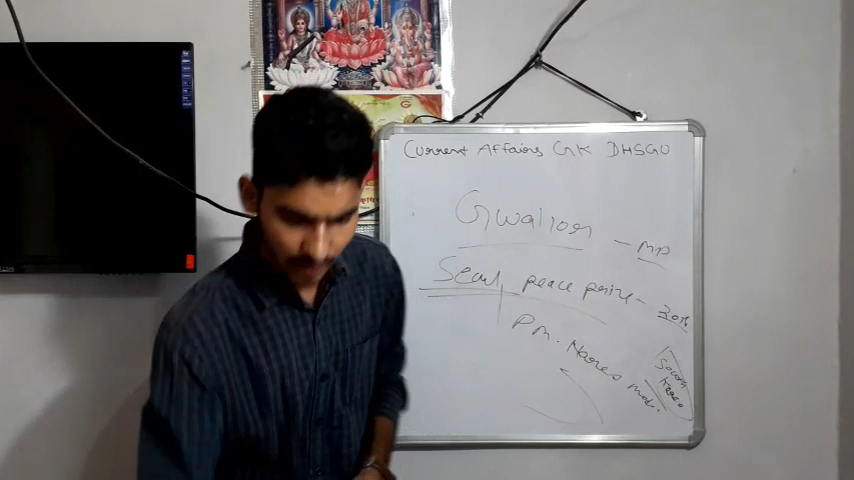 Current Affairs GK DHSGU
Gwalior - MP
Seoul peace prize - 2018
P.M. Narendra Modi.
South
Korea